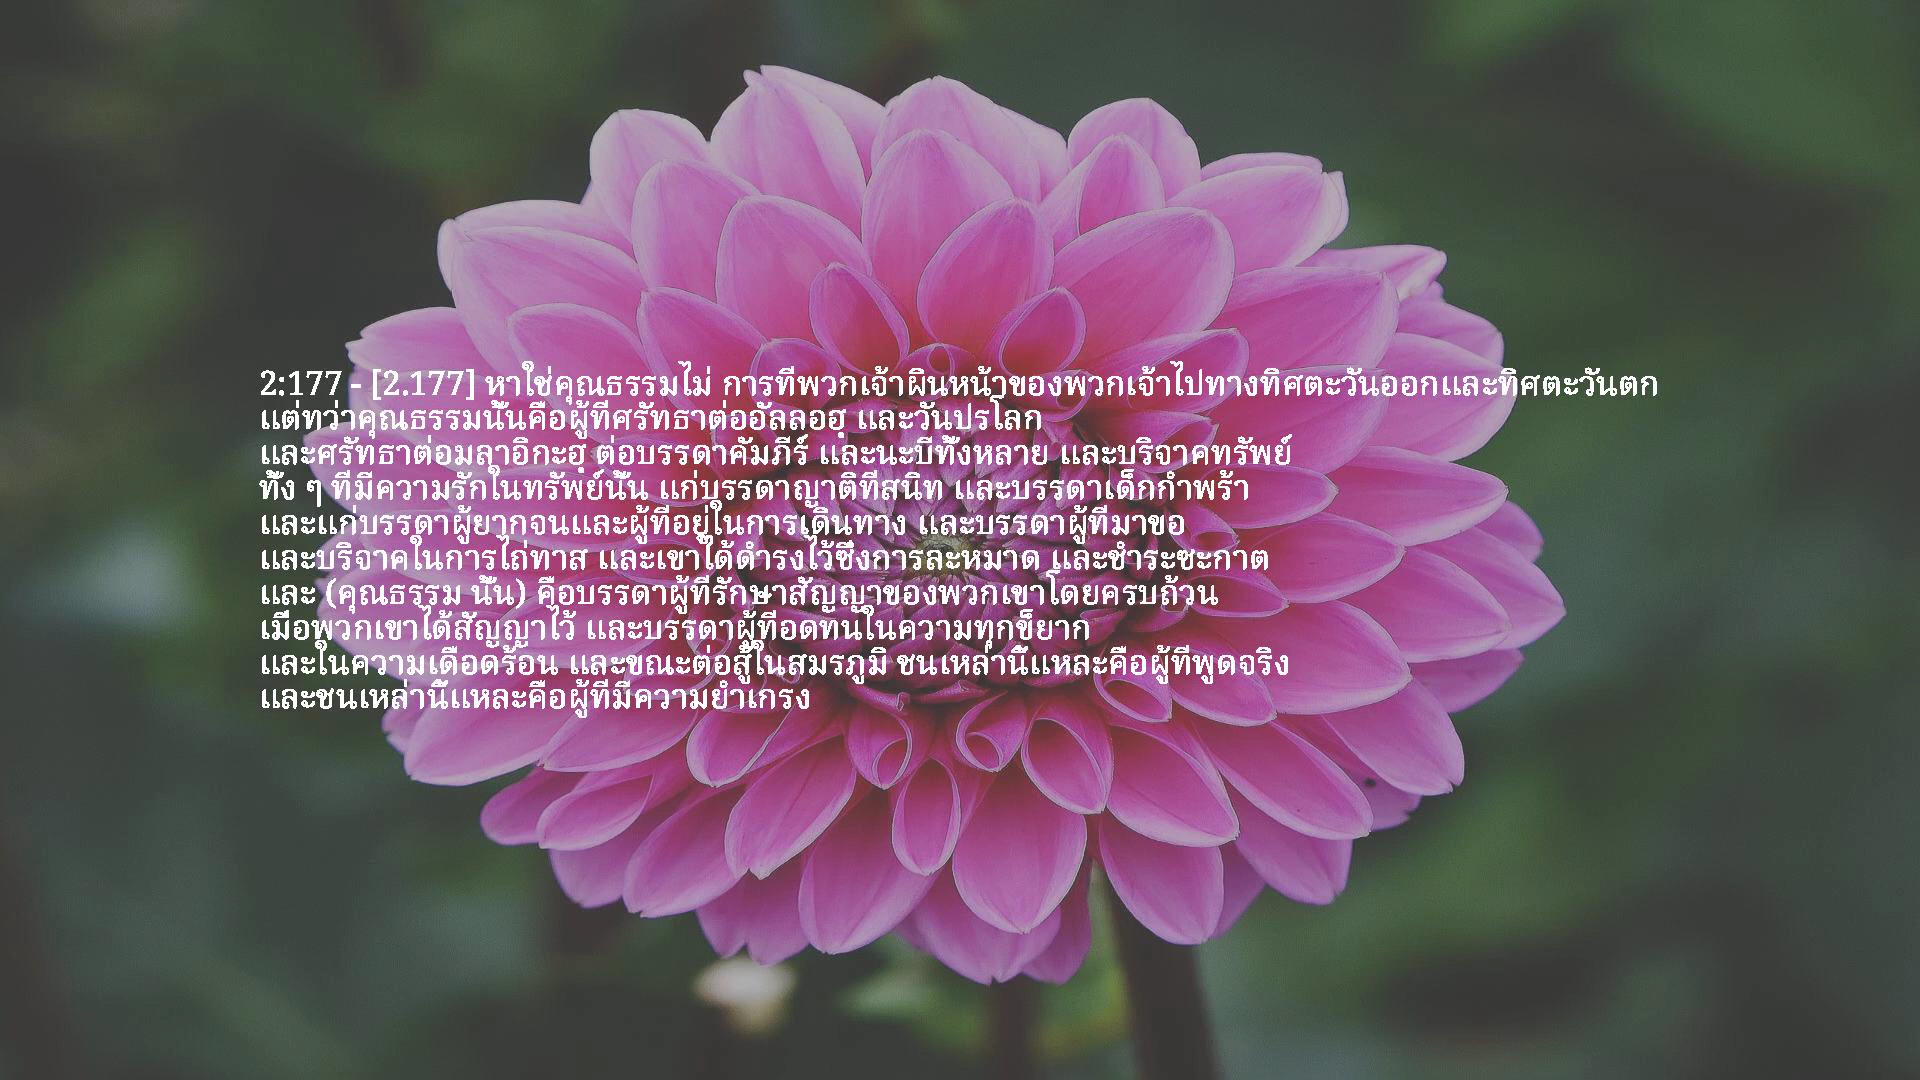 2:177 - [2.177] หาใช่คุณธรรมไม่ การที่พวกเจ้าผินหน้าของพวกเจ้าไปทางทิศตะวันออกและทิศตะวันตก
แต่ทว่าคุณธรรมนั้นคือผู้ที่ศรัทธาต่ออัลลอฮฺ และวันปรโลก
และศรัทธาต่อมลาอิกะฮฺ ต่อบรรดาคัมภีร์ และนะบีทั้งหลาย และบริจาคทรัพย์
ทั้ง ๆ ที่มีความรักในทรัพย์นั้น แก่บรรดาญาติที่สนิท และบรรดาเด็กกำพร้า
และแก่บรรดาผู้ยากจนและผู้ที่อยู่ในการเดินทาง และบรรดาผู้ที่มาขอ
และบริจาคในการไถ่ทาส และเขาได้ดำรงไว้ซึ่งการละหมาด และชำระซะกาต
และ (คุณธรรม นั้น) คือบรรดาผู้ที่รักษาสัญญาของพวกเขาโดยครบถ้วน
เมื่อพวกเขาได้สัญญาไว้ และบรรดาผู้ที่อดทนในความทุกข์ยาก
และในความเดือดร้อน และขณะต่อสู้ในสมรภูมิ ชนเหล่านี้แหละคือผู้ที่พูดจริง
และชนเหล่านี้แหละคือผู้ที่มีความยำเกรง